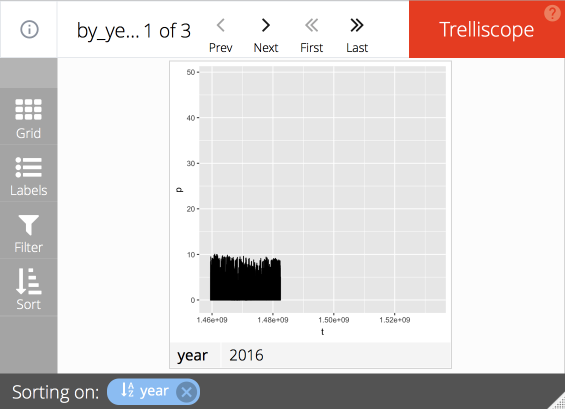 by_ye... 1 of 3
Prev Next First Last
Trelliscope
?
Grid
Labels
Filter
Sort
50
40
30
20
10
0
p
1.46e+09 1.48e+09 1.50e+09 1.52e+09
t
year 2016
Sorting on: A Z year